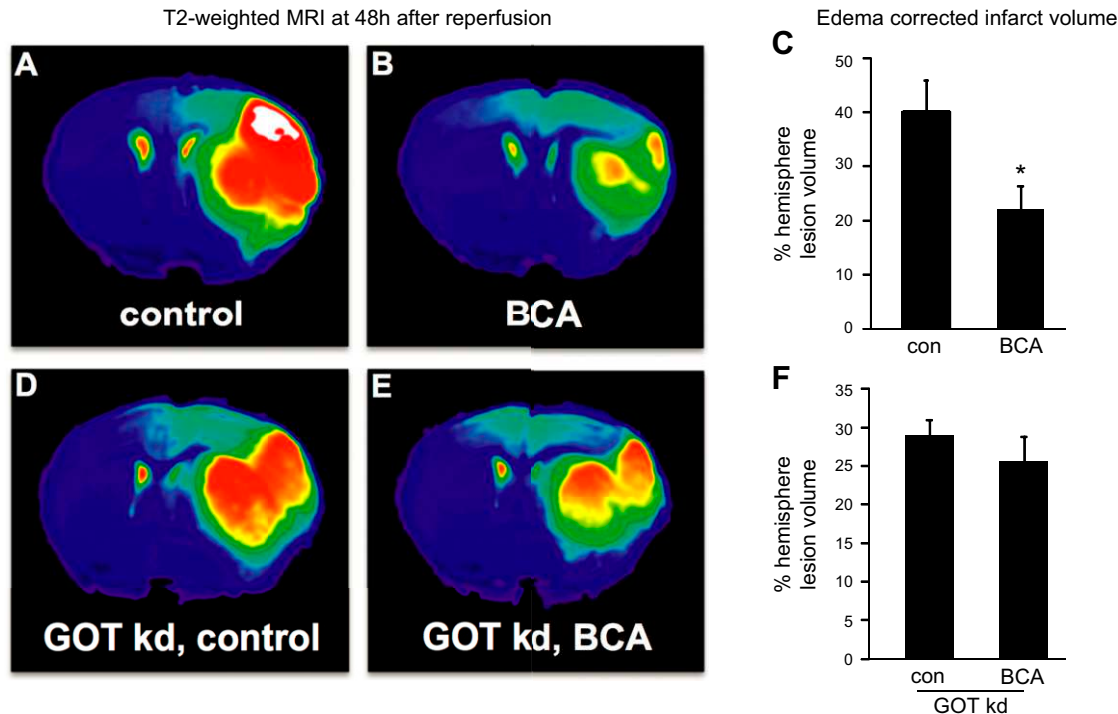 T2-weighted MRI at 48h after reperfusion
Edema corrected infarct volume
A
control
B
BCA
C
% hemisphere
lesion volume
50
40
30
20
10
0
*
con BCA
D
GOT kd, control
E
GOT kd, BCA
F
% hemisphere
lesion volume
35
30
25
20
15
10
5
0
con BCA
GOT kd